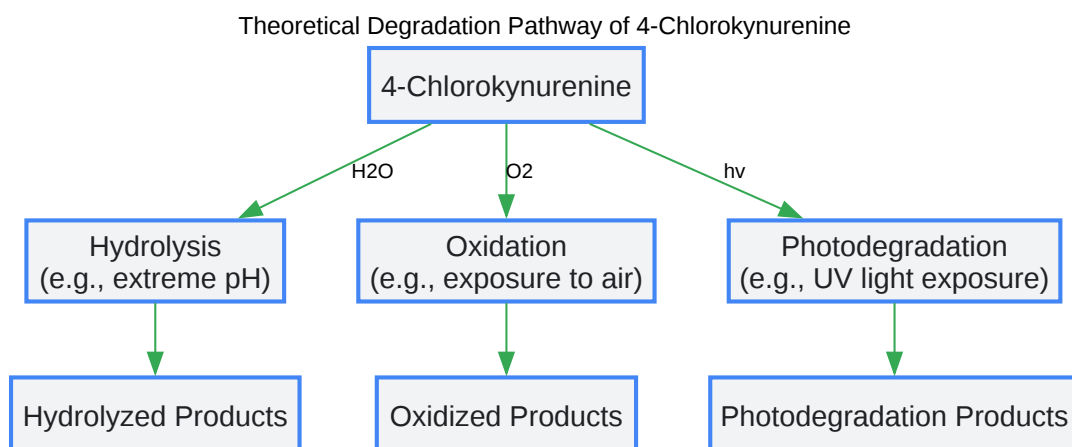 Theoretical Degradation Pathway of 4-Chlorokynurenine
4-Chlorokynurenine
H2O
O2
hv
Hydrolysis
(e.g., extreme pH)
Oxidation
(e.g., exposure to air)
Photodegradation
(e.g., UV light exposure)
Hydrolyzed Products
Oxidized Products
Photodegradation Products